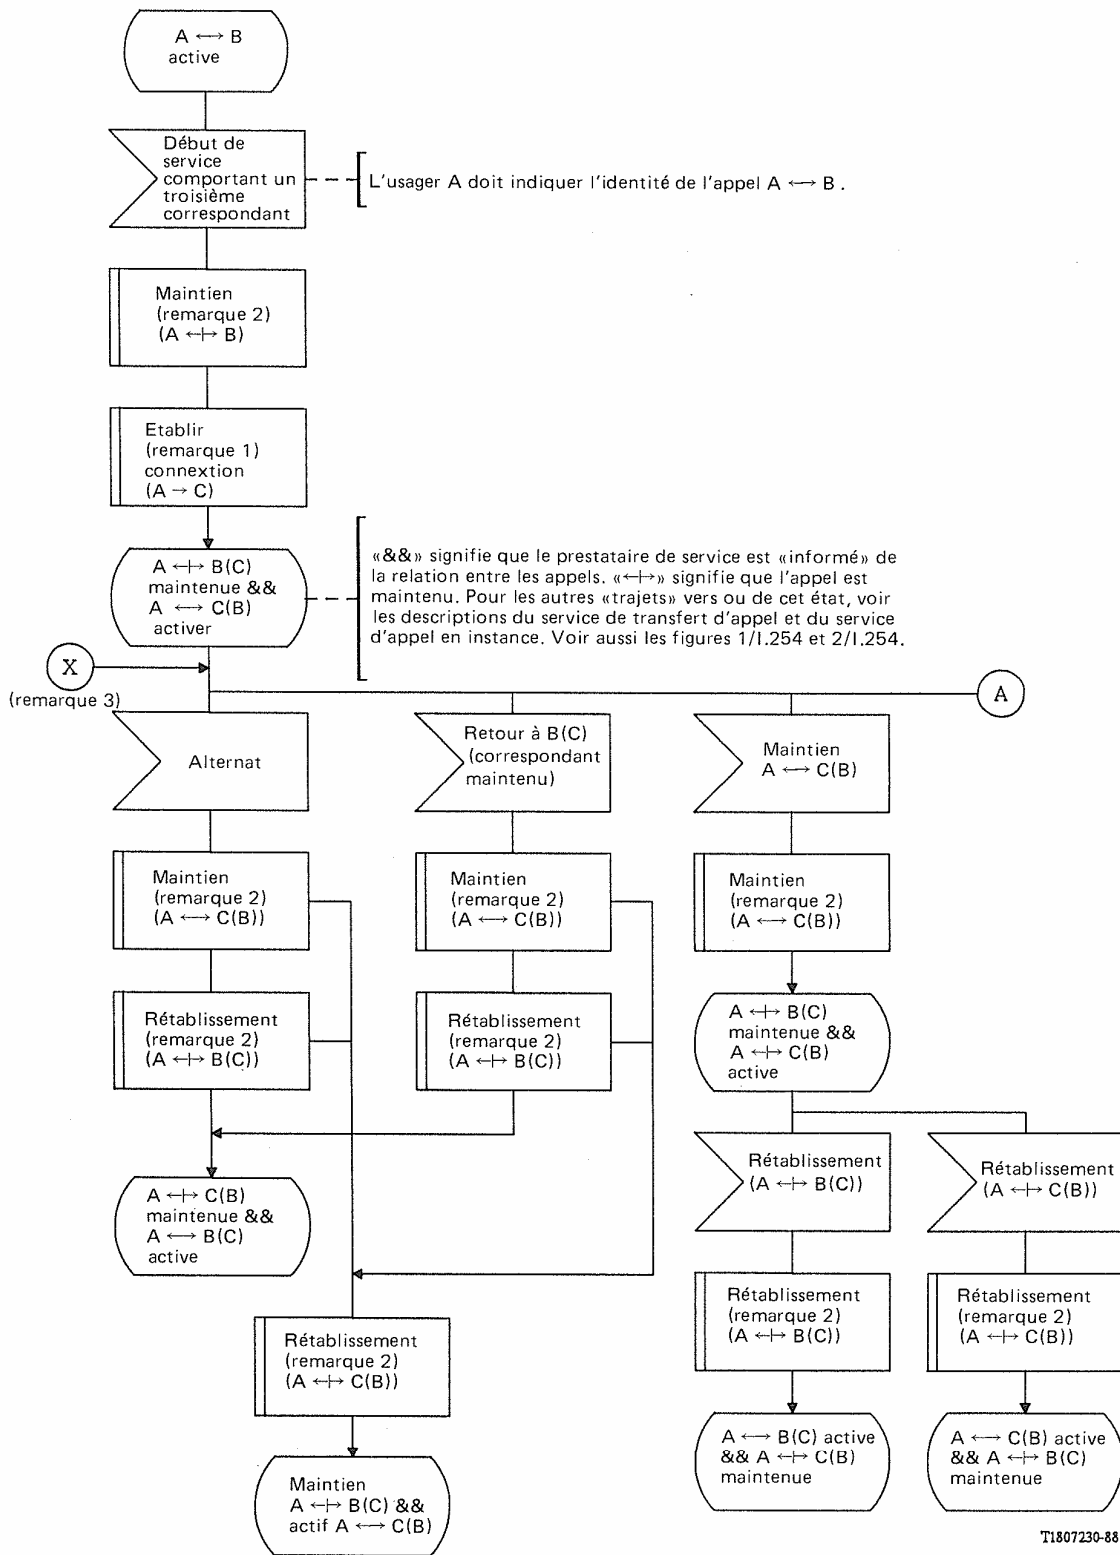 A ←→ B
active
Début de
service
comportant un
troisième
correspondant
L'usager A doit indiquer l'identité de l'appel A ←→ B .
Maintien
(remarque 2)
(A ←|→ B)
Etablir
(remarque 1)
connextion
(A → C)
A ←|→ B(C)
maintenue &&
A ←→ C(B)
activer
«&&» signifie que le prestataire de service est «informé» de
la relation entre les appels. «←|→» signifie que l'appel est
maintenu. Pour les autres «trajets» vers ou de cet état, voir
les descriptions du service de transfert d'appel et du service
d'appel en instance. Voir aussi les figures 1/I.254 et 2/I.254.
X
(remarque 3)
A
Alternat
Retour à B(C)
(correspondant
maintenu)
Maintien
A ←→ C(B)
Maintien
(remarque 2)
(A ←→ C(B))
Maintien
(remarque 2)
(A ←→ C(B))
Maintien
(remarque 2)
(A ←→ C(B))
Rétablissement
(remarque 2)
(A ←|→ B(C))
Rétablissement
(remarque 2)
(A ←|→ B(C))
A ←|→ B(C)
maintenue &&
A ←|→ C(B)
active
A ←|→ C(B)
maintenue &&
A ←→ B(C)
active
Rétablissement
(A ←|→ B(C))
Rétablissement
(A ←|→ C(B))
Rétablissement
(remarque 2)
(A ←|→ C(B))
Rétablissement
(remarque 2)
(A ←|→ B(C))
Rétablissement
(remarque 2)
(A ←|→ C(B))
Maintien
A ←|→ B(C) &&
actif A ←→ C(B)
A ←→ B(C) active
&& A ←|→ C(B)
maintenue
A ←→ C(B) active
&& A ←|→ B(C)
maintenue
T1807230-88